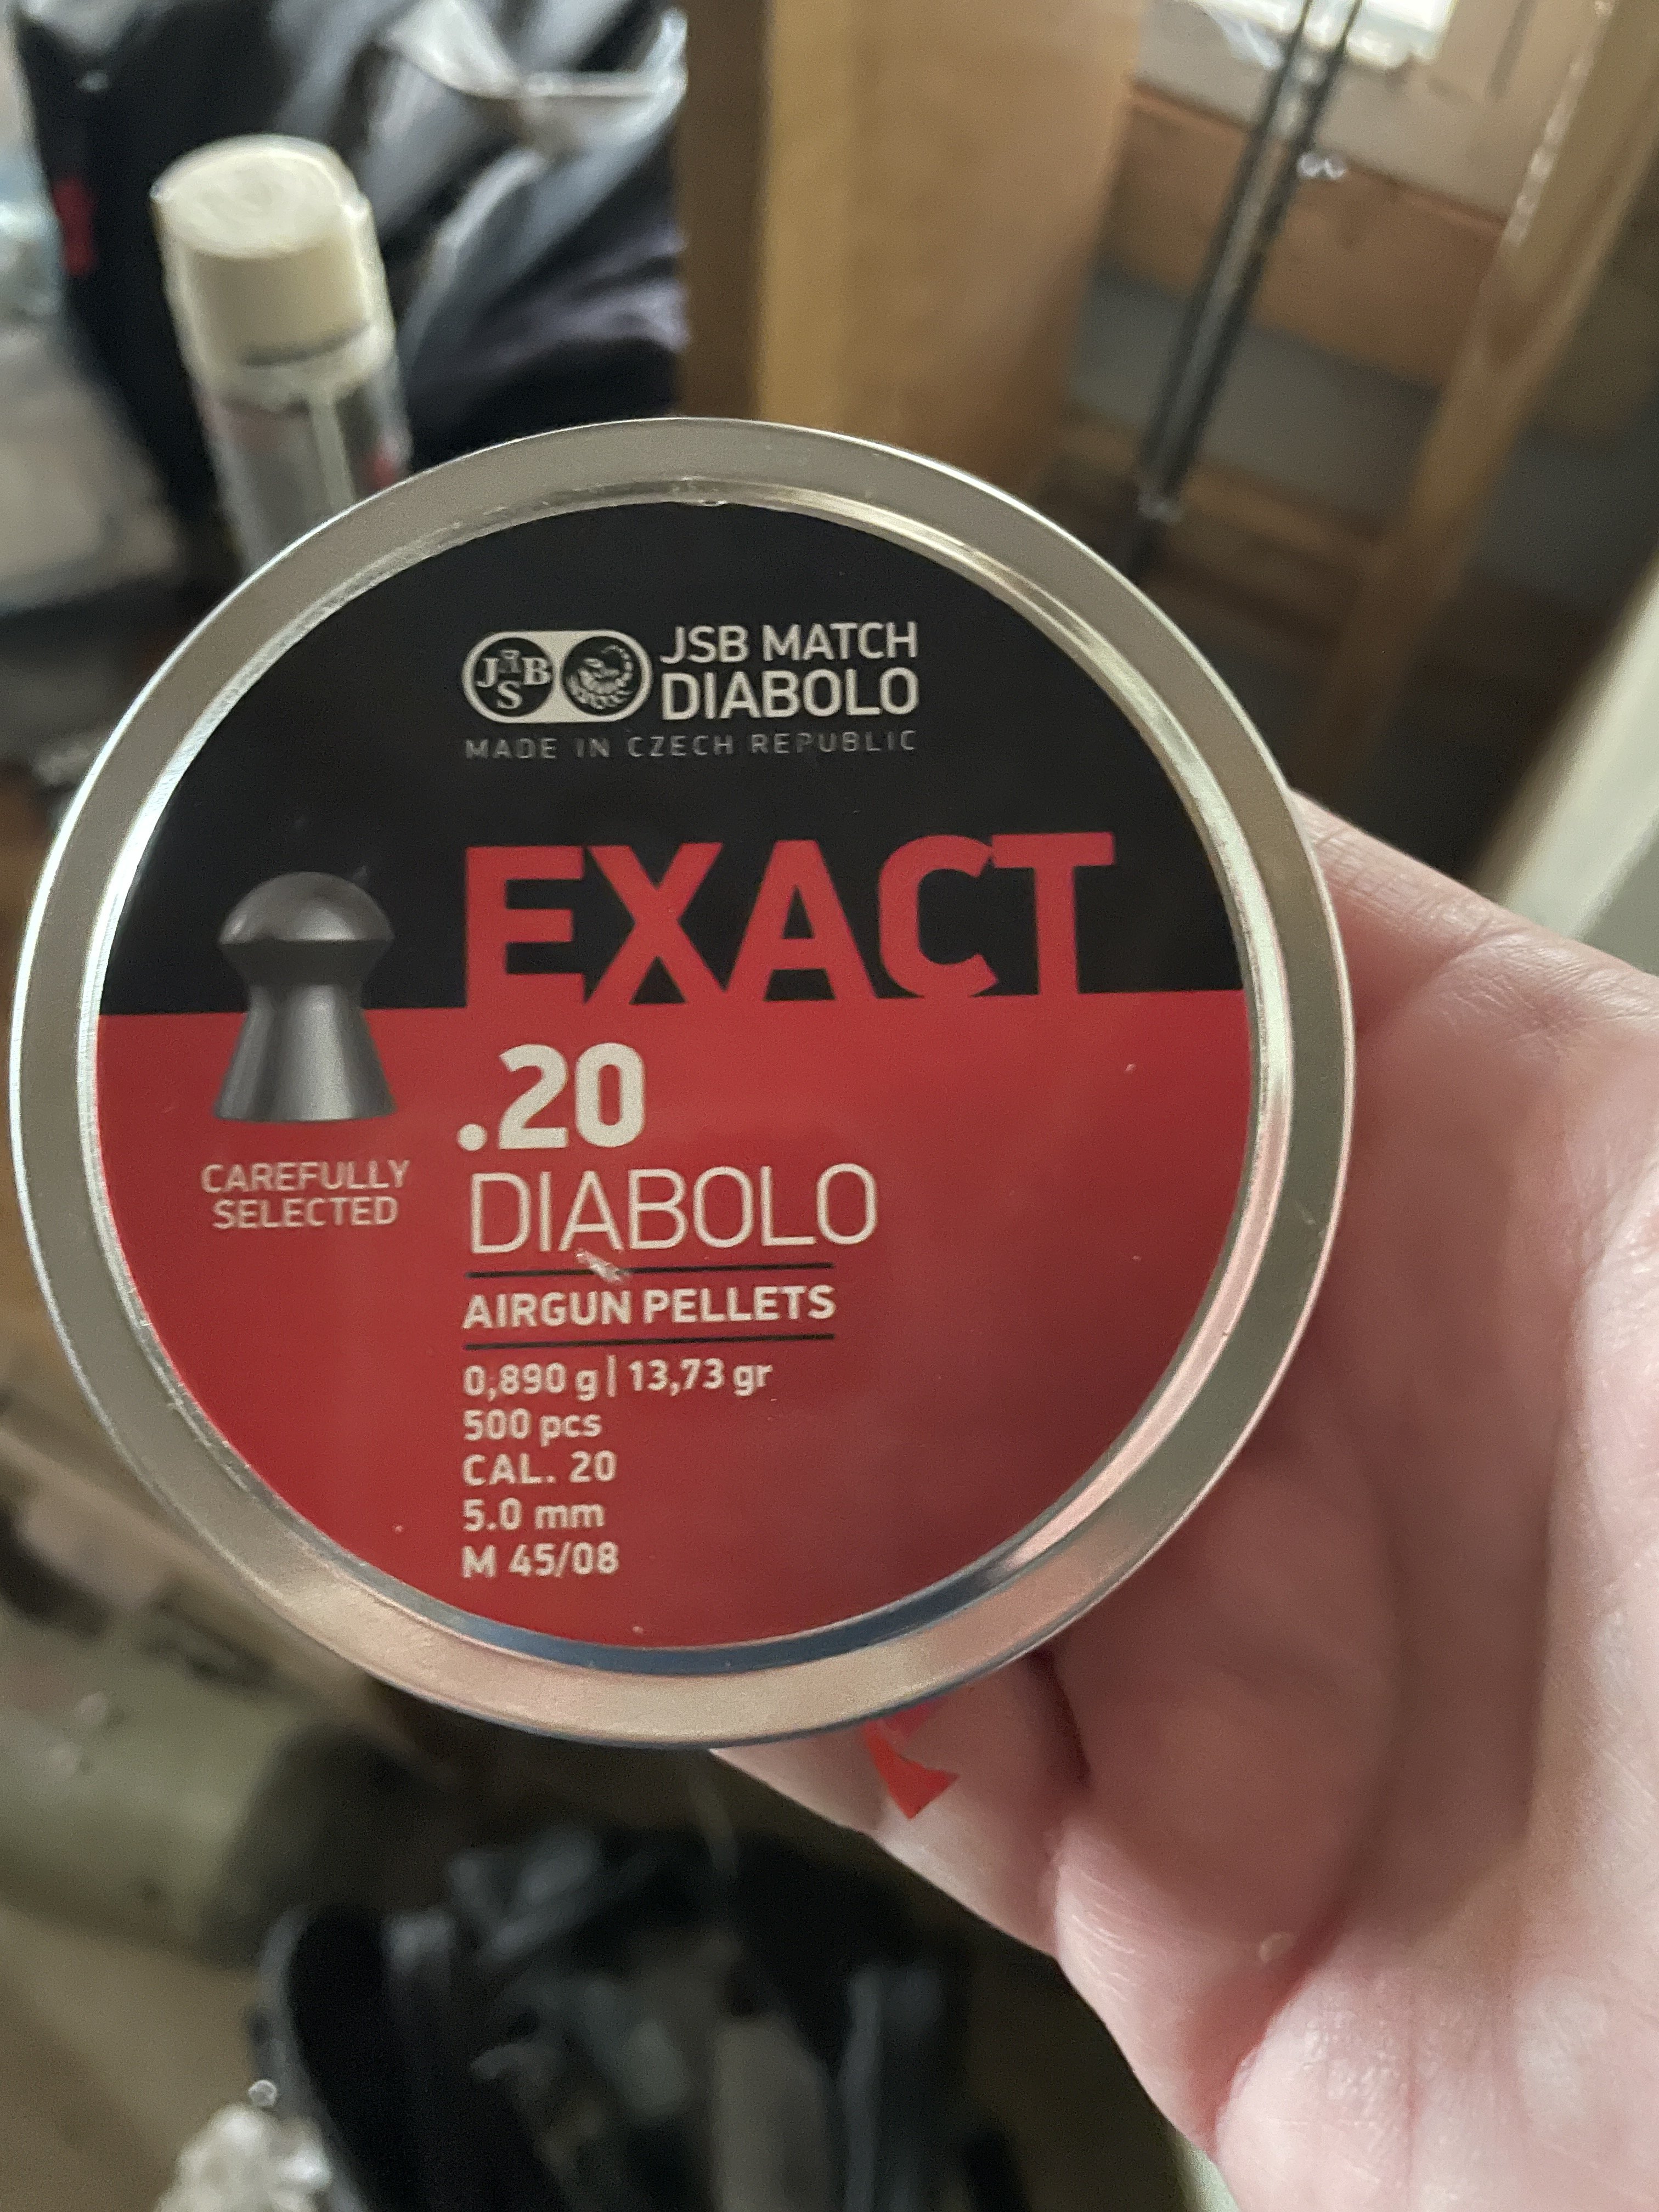 JSB
JSB MATCH
DIABOLO
MADE IN CZECH REPUBLIC
EXACT
.20
DIABOLO
CAREFULLY
SELECTED
AIRGUN PELLETS
0,890 g | 13,73 gr
500 pcs
CAL. 20
5.0 mm
M 45/08